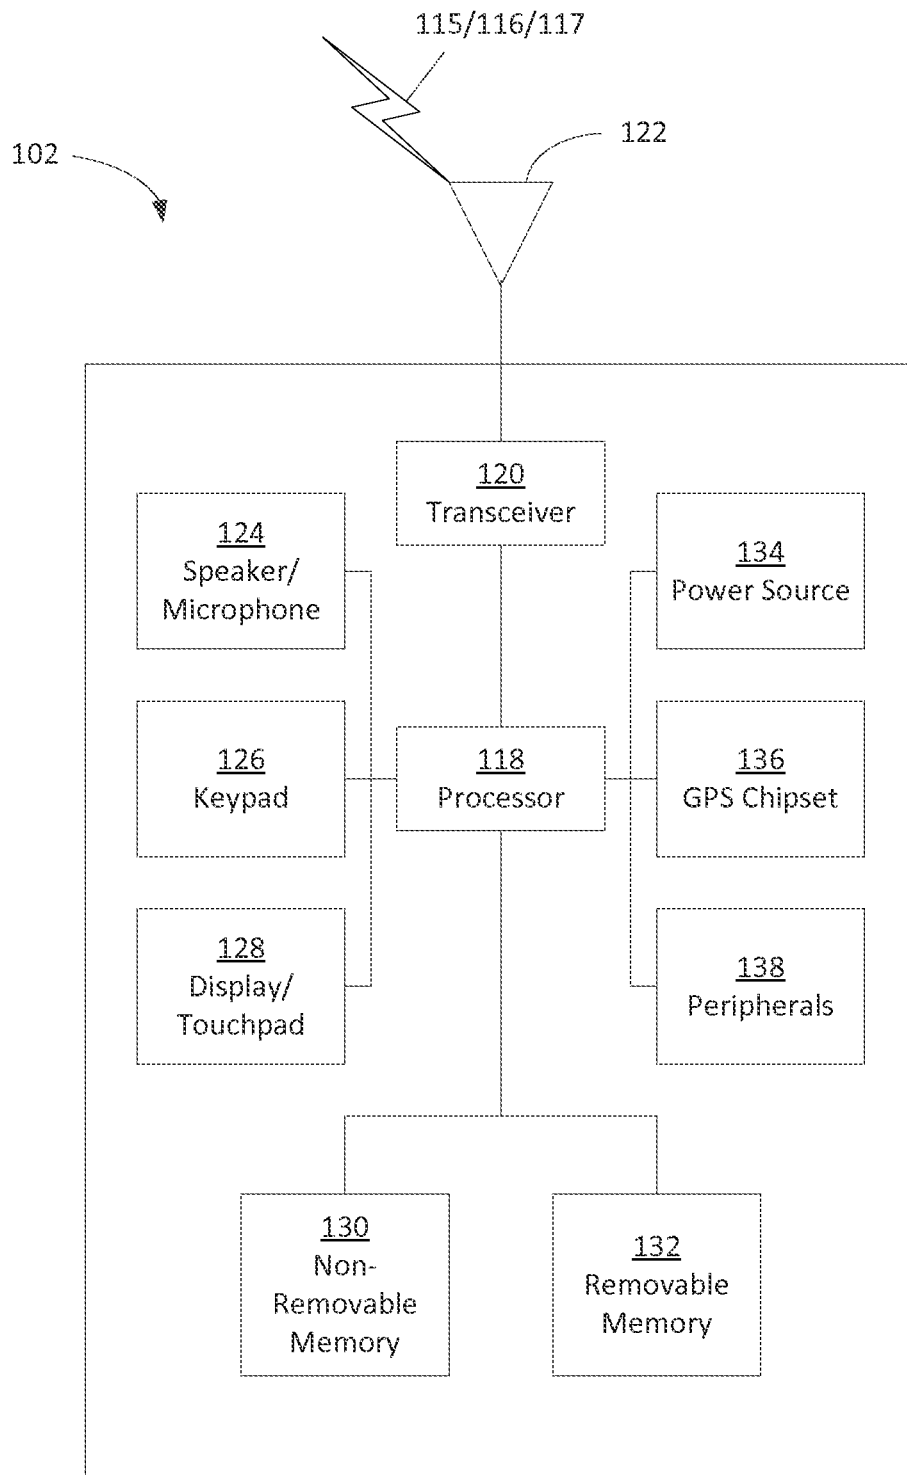 115/116/117
122
102
120
Transceiver
124
Speaker/
Microphone
134
Power Source
126
Keypad
118
Processor
136
GPS Chipset
128
Display/
Touchpad
138
Peripherals
130
Non-
Removable
Memory
132
Removable
Memory